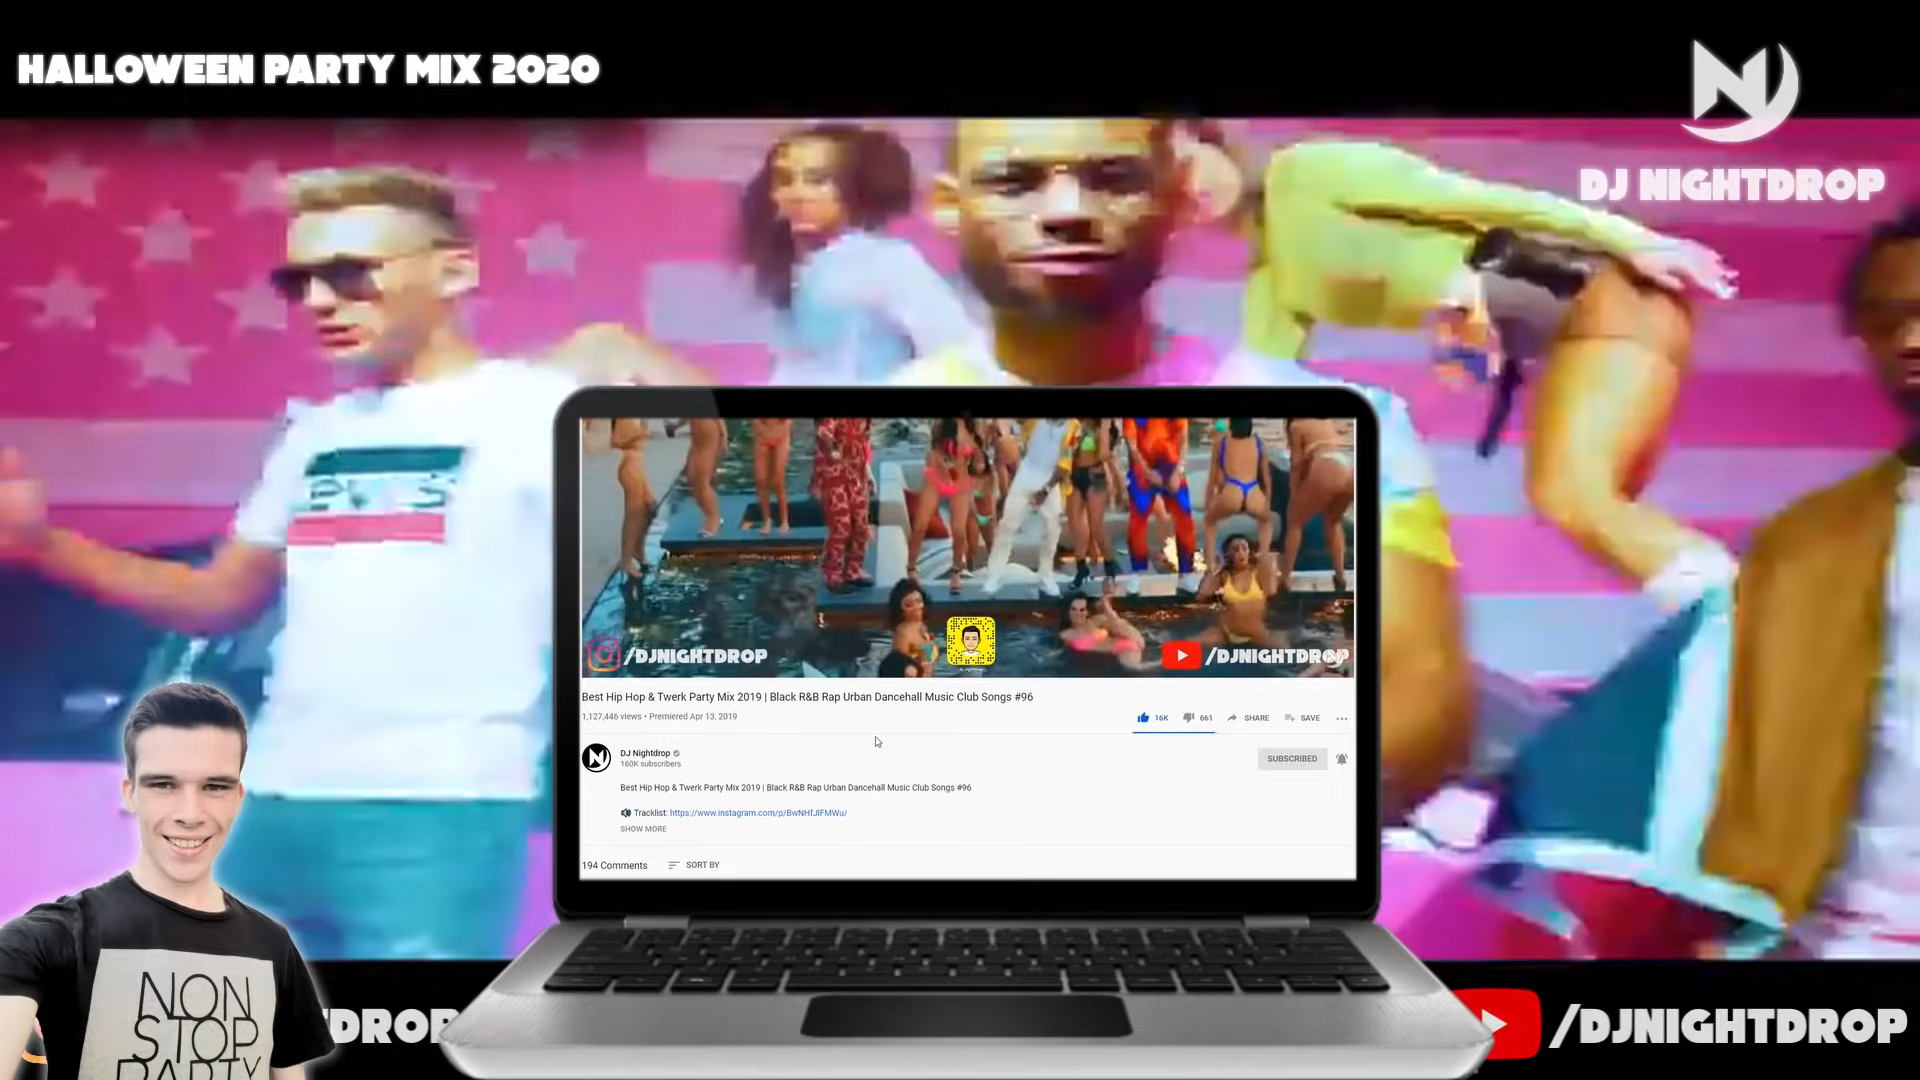 HALLOWEEN PARTY MIX 2020
DJ NIGHTDROP
/DJNIGHTDROP
/DJNIGHTDROP
Best Hip Hop & Twerk Party Mix 2019 | Black R&B Rap Urban Dancehall Music Club Songs #96
1,127,446 views • Premiered Apr 13, 2019
16K
661
SHARE
SAVE
DJ Nightdrop
160K subscribers
SUBSCRIBED
Best Hip Hop & Twerk Party Mix 2019 | Black R&B Rap Urban Dancehall Music Club Songs #96
Tracklist: https://www.instagram.com/p/BwNHfJlFMWu/
SHOW MORE
194 Comments
SORT BY
NON
STOP
PARTY
TDROP
/DJNIGHTDROP